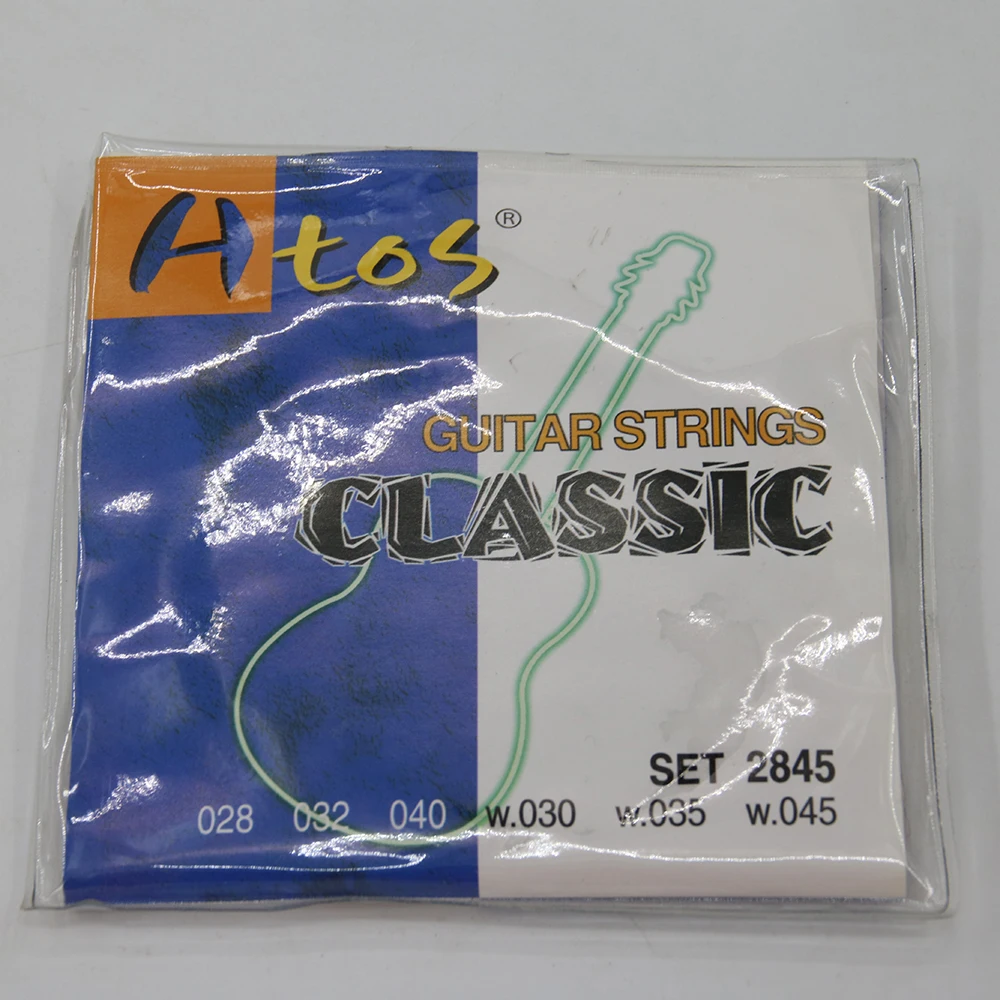 Atos®
GUITAR STRINGS
CLASSIC
SET 2845
028 032 040 w.030 w.035 w.045